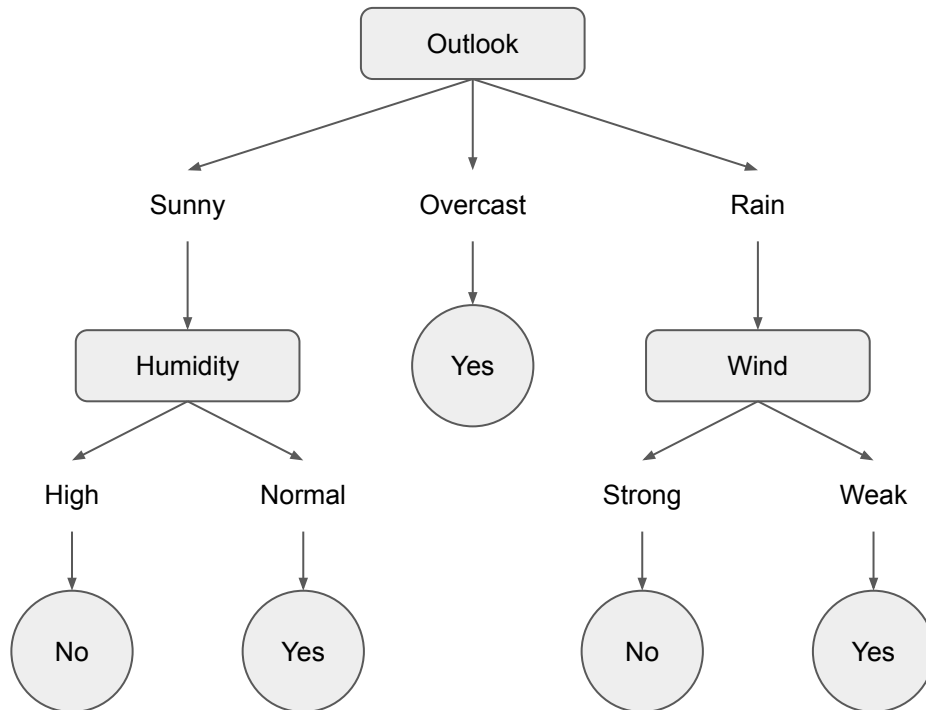 Outlook
Sunny
Overcast
Rain
Humidity
Yes
Wind
High
Normal
Strong
Weak
No
Yes
No
Yes